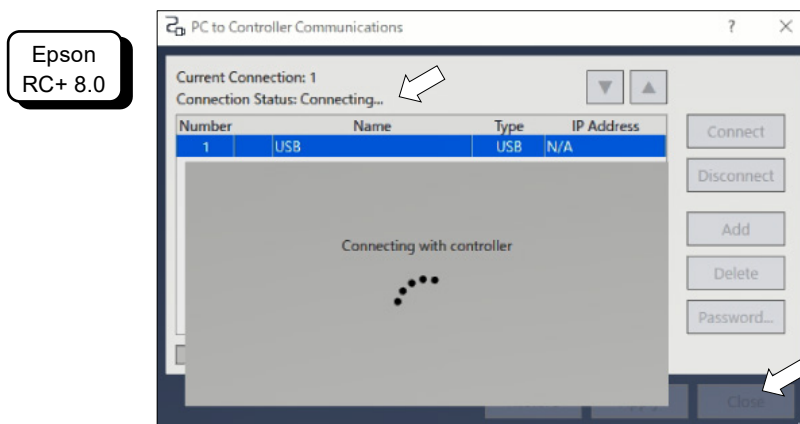 PC to Controller Communications
Epson
RC+ 8.0
Current Connection: 1
Connection Status: Connecting...
Number Name Type IP Address
1 USB USB N/A
Connect
Disconnect
Add
Delete
Password...
Connecting with controller
Close